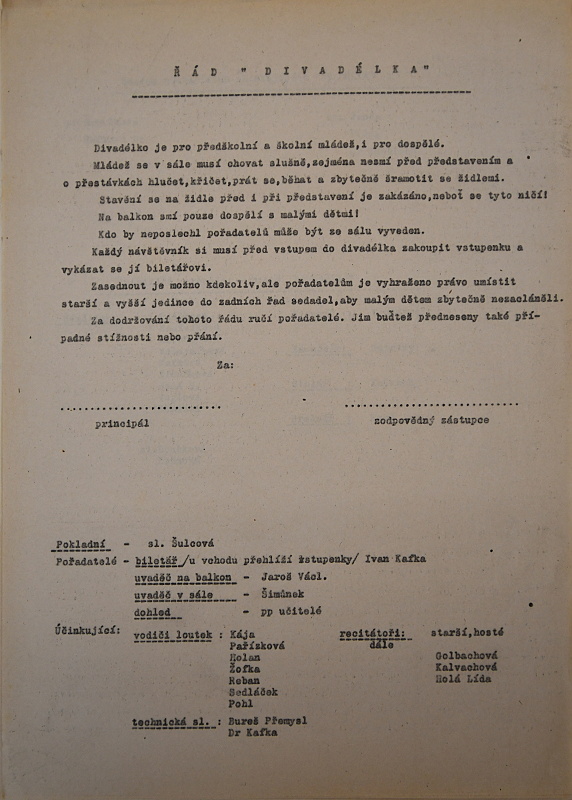 ŘÁD "DIVADÉLKA"
Divadélko je pro předškolní a školní mládež,i pro dospělé.
Mládež se v sále musí chovat slušně,zejména nesmí před představením a
o přestávkách hlučet,křičet,prát se,běhat a zbytečně šramotit se židlemi.
Stavění se na židle před i při představení je zakázáno,neboť se tyto ničí!
Na balkon smí pouze dospělí s malými dětmi!
Kdo by neposlechl pořadatelů může být ze sálu vyveden.
Každý návštěvník si musí před vstupem do divadélka zakoupit vstupenku a
vykázat se jí biletářovi.
Zasednout je možno kdekoliv,ale pořadatelům je vyhraženo právo umístit
starší a vyšší jedince do zadních řad sedadel,aby malým dětem zbytečně nezacláněli.
Za dodržování tohoto řádu ručí pořadatelé. Jim buďtež předneseny také pří-
padné stížnosti nebo přání.
Za:
principál zodpovědný zástupce
Pokladní - sl. Šulcová
Pořadatelé - biletář /u vchodu přehlíží vstupenky/ Ivan Kafka
uvaděč na balkon - Jaroš Václ.
uvaděč v sále - Šimůnek
dohled - pp učitelé
Účinkující: vodiči loutek : Kája recitátoři: starší,hosté
Pařísková dále
Holan Golbachová
Žofka Kalvachová
Reban Holá Lída
Sedláček
Pohl
technická sl. : Bureš Přemysl
Dr Kafka